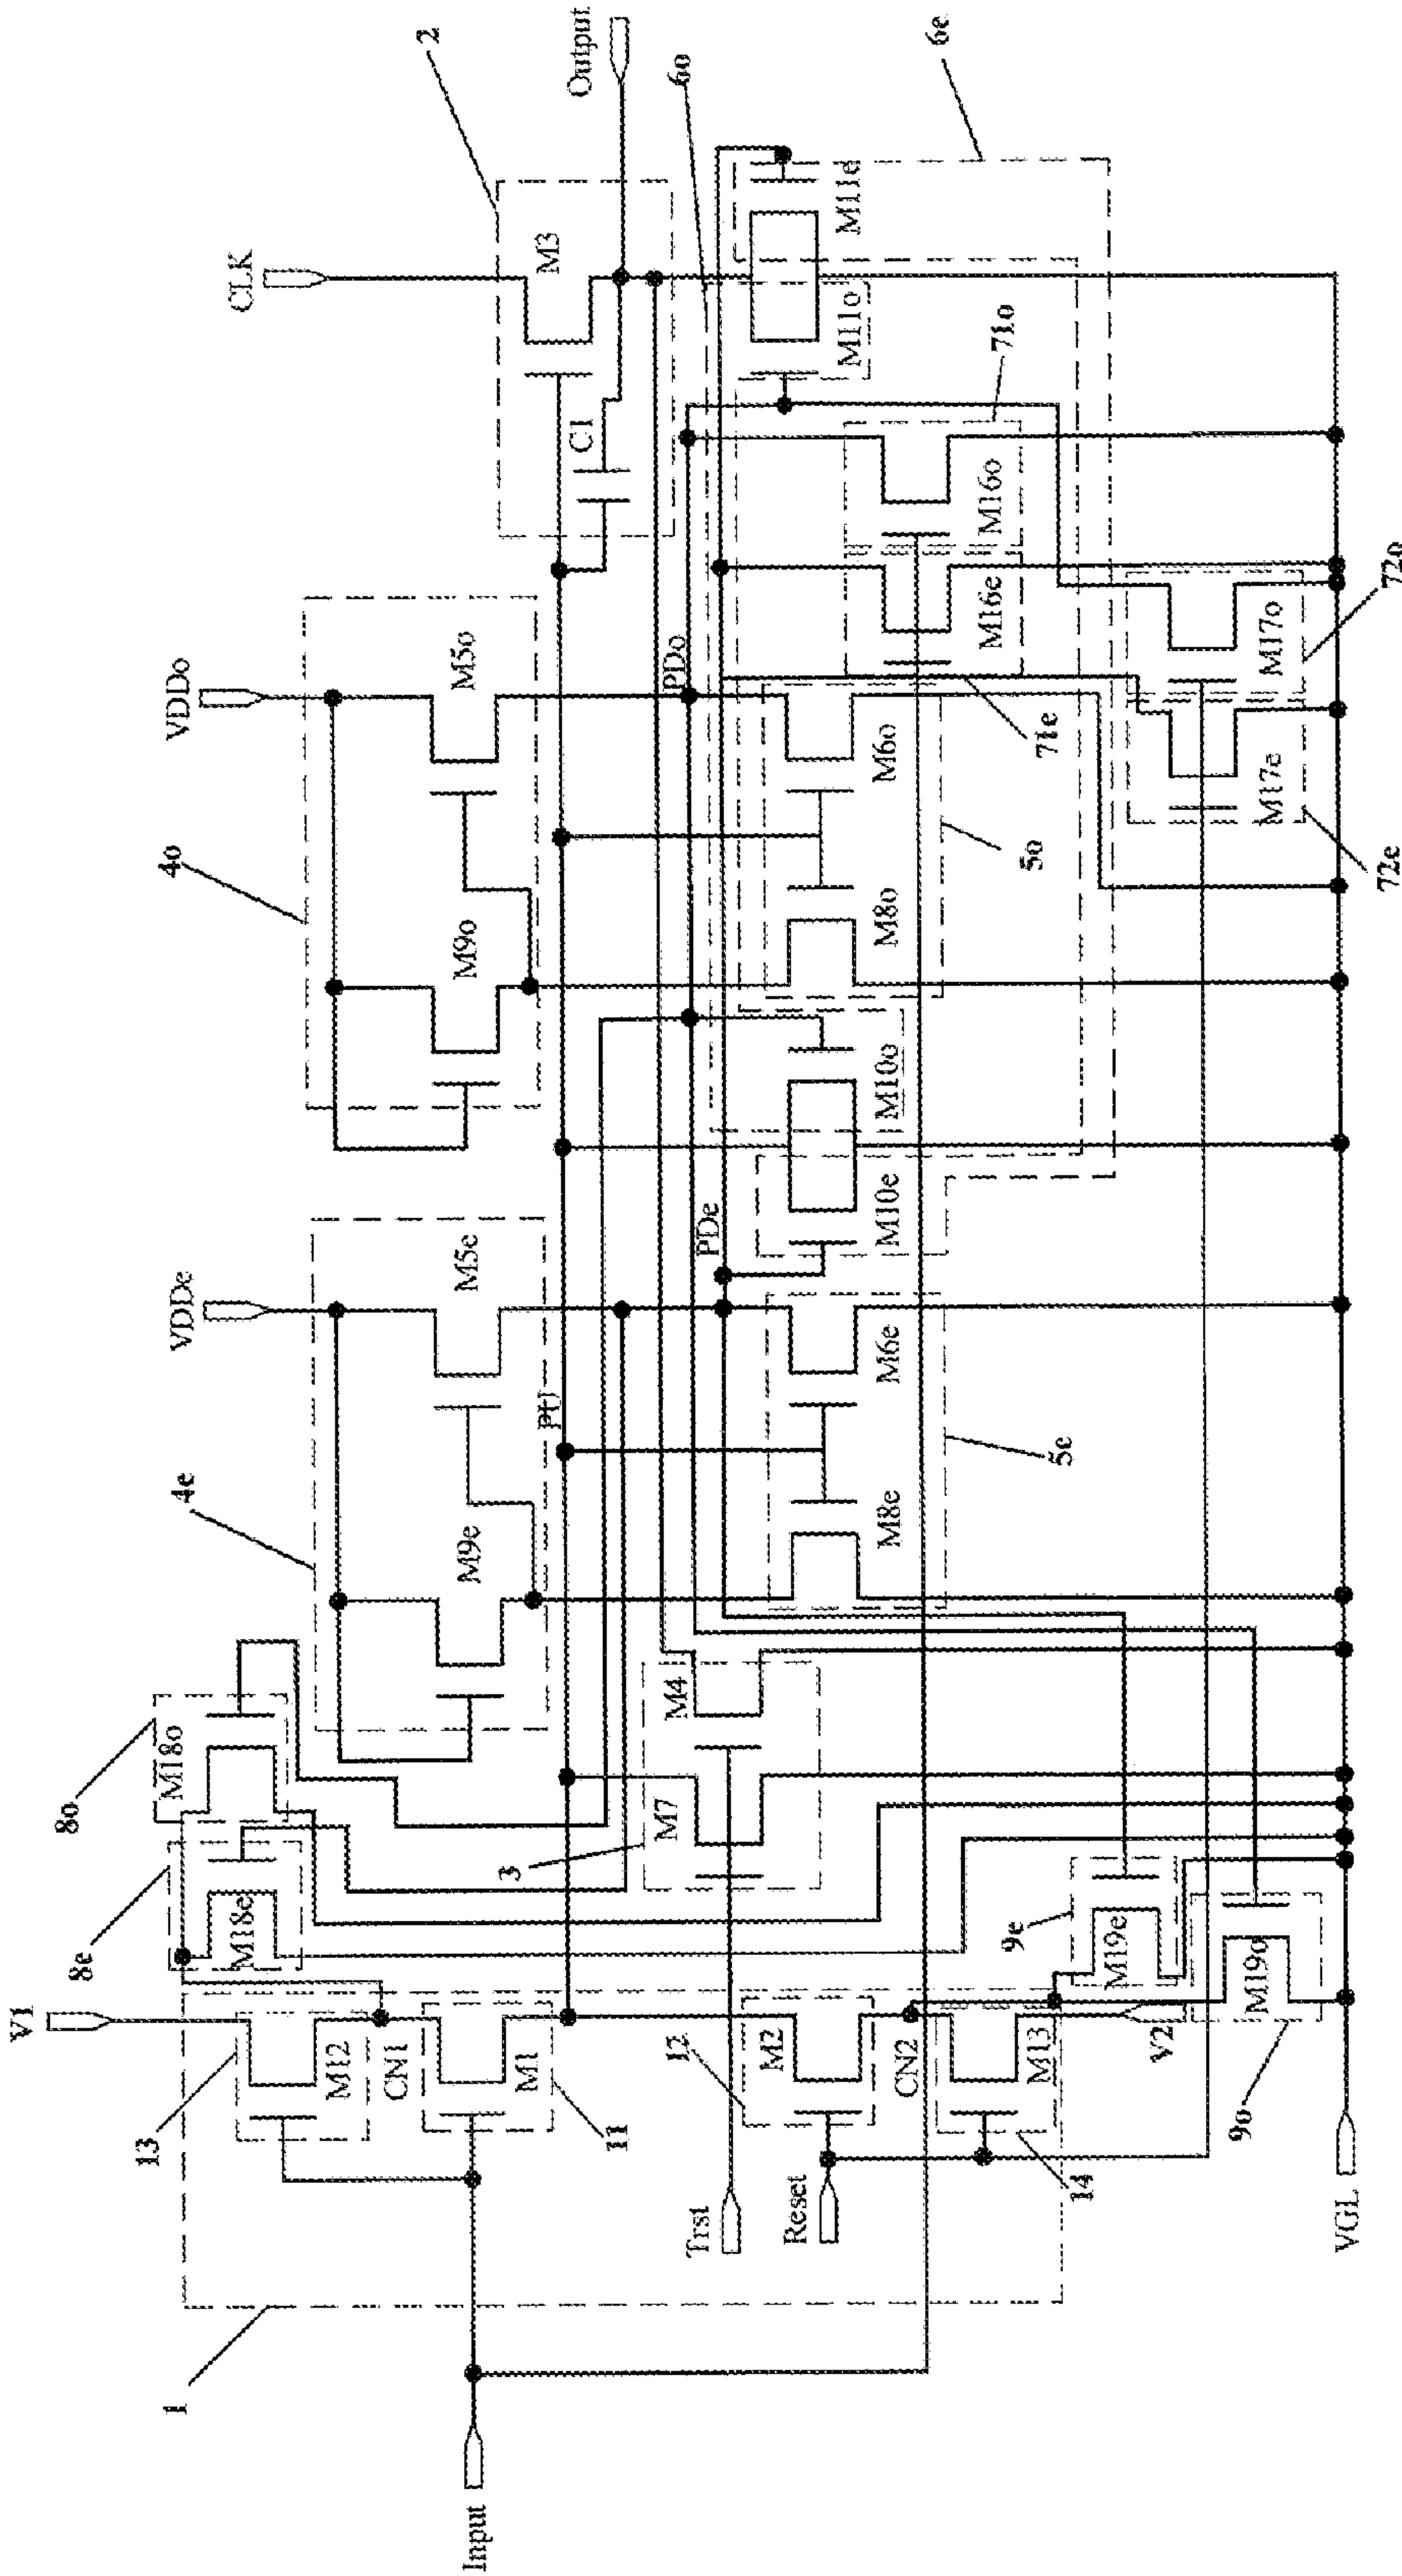 V1
13
M12
CN1
11
M1
1
Input
8e
M18e
8o
M18o
4e
M9e
M5e
VDDe
PU
4o
M9o
M5o
VDDo
CLK
2
M3
C1
Output
3
M7
M4
Trst
12
M2
Reset
CN2
14
M13
V2
9e
M19e
9o
M19o
VGL
5e
M8e
M6e
PDe
M10e
M10o
M8o
M6o
5o
PDo
6o
6e
M11o
M11e
M16e
M16o
71o
71e
M17e
M17o
72o
72e